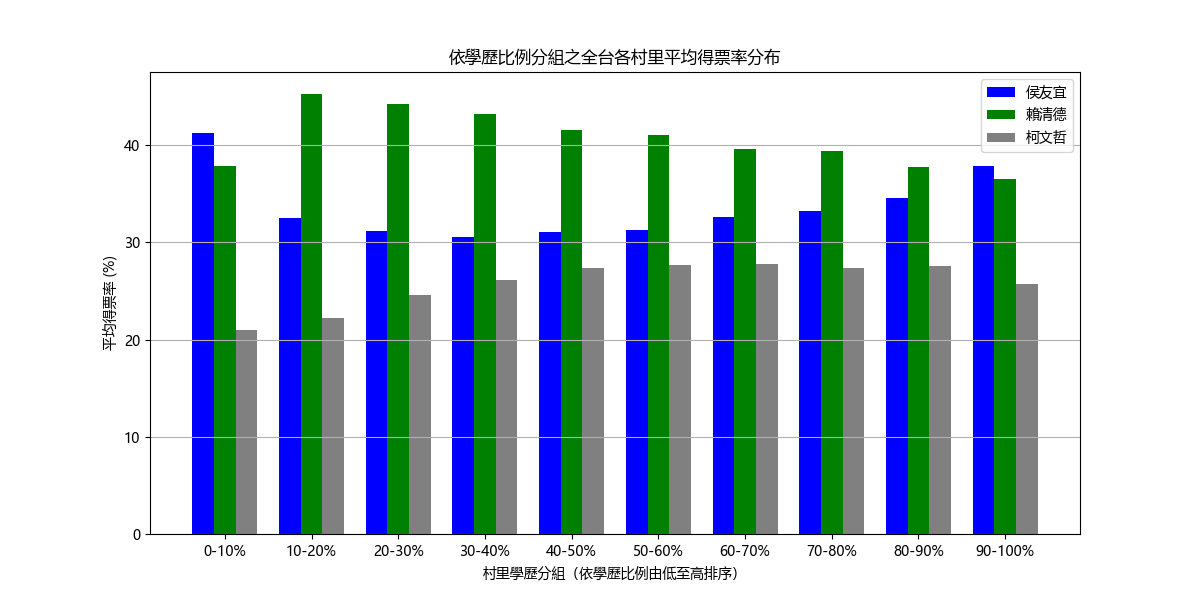 依學歷比例分組之全台各村里平均得票率分布
侯友宜
賴清德
柯文哲
平均得票率 (%)
40
30
20
10
0
0-10%
10-20%
20-30%
30-40%
40-50%
50-60%
60-70%
70-80%
80-90%
90-100%
村里學歷分組（依學歷比例由低至高排序）